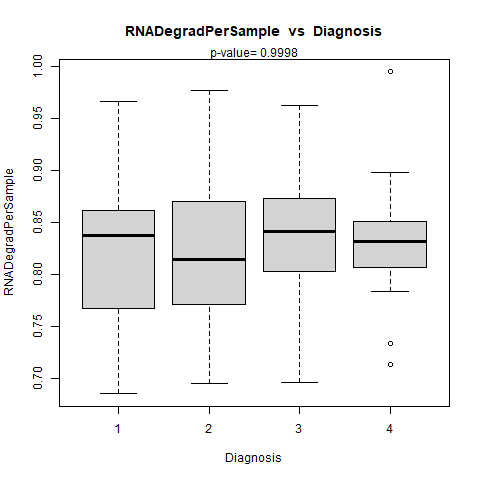 RNADegradPerSample vs Diagnosis
p-value= 0.9998
1.00
0.95
0.90
0.85
0.80
0.75
0.70
RNADegradPerSample
1 2 3 4
Diagnosis